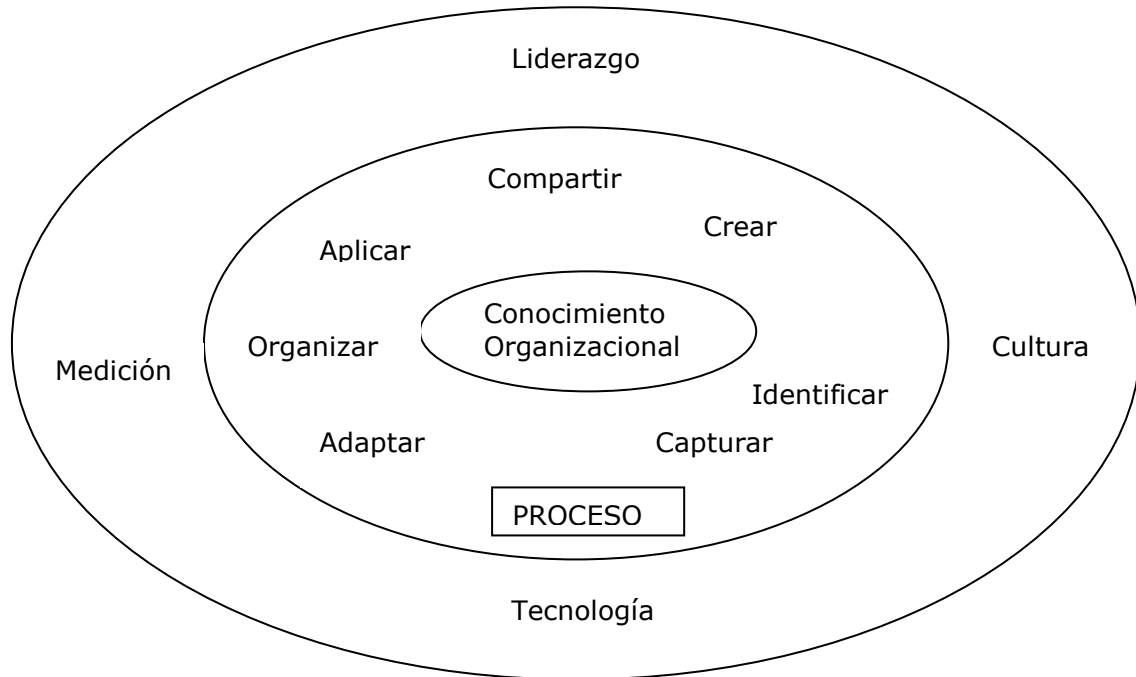 Liderazgo
Compartir
Crear
Aplicar
Conocimiento
Organizacional
Organizar
Cultura
Medición
Identificar
Adaptar
Capturar
PROCESO
Tecnología